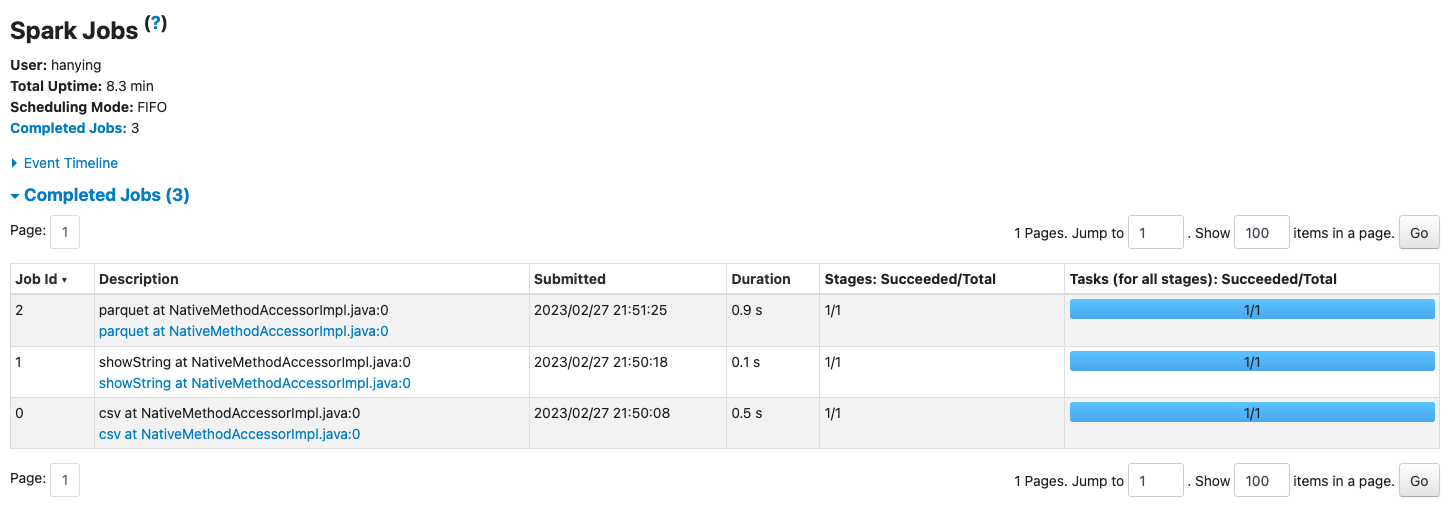 Spark Jobs (?)
User: hanying
Total Uptime: 8.3 min
Scheduling Mode: FIFO
Completed Jobs: 3
Event Timeline
Completed Jobs (3)
Page: 1 1 Pages. Jump to 1 . Show 100 items in a page. Go
Job Id ▾ Description Submitted Duration Stages: Succeeded/Total Tasks (for all stages): Succeeded/Total
2 parquet at NativeMethodAccessorImpl.java:0 2023/02/27 21:51:25 0.9 s 1/1 1/1
parquet at NativeMethodAccessorImpl.java:0
1 showString at NativeMethodAccessorImpl.java:0 2023/02/27 21:50:18 0.1 s 1/1 1/1
showString at NativeMethodAccessorImpl.java:0
0 csv at NativeMethodAccessorImpl.java:0 2023/02/27 21:50:08 0.5 s 1/1 1/1
csv at NativeMethodAccessorImpl.java:0
Page: 1 1 Pages. Jump to 1 . Show 100 items in a page. Go